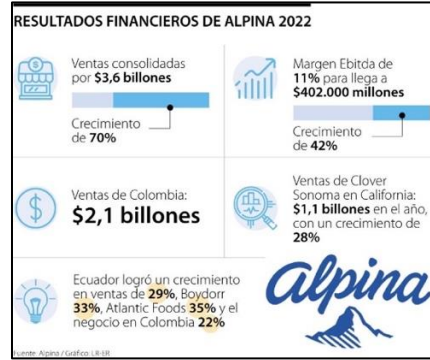 RESULTADOS FINANCIEROS DE ALPINA 2022
Ventas consolidadas
por $3,6 billones
Crecimiento
de 70%
Margen Ebitda de
11% para llega a
$402.000 millones
Crecimiento
de 42%
Ventas de Colombia:
$2,1 billones
Ventas de Clover
Sonoma en California:
$1,1 billones en el año,
con un crecimiento de
28%
Ecuador logró un crecimiento
en ventas de 29%, Boydorr
33%, Atlantic Foods 35% y el
negocio en Colombia 22%
alpina
Fuente: Alpina / Gráfico: LR-ER